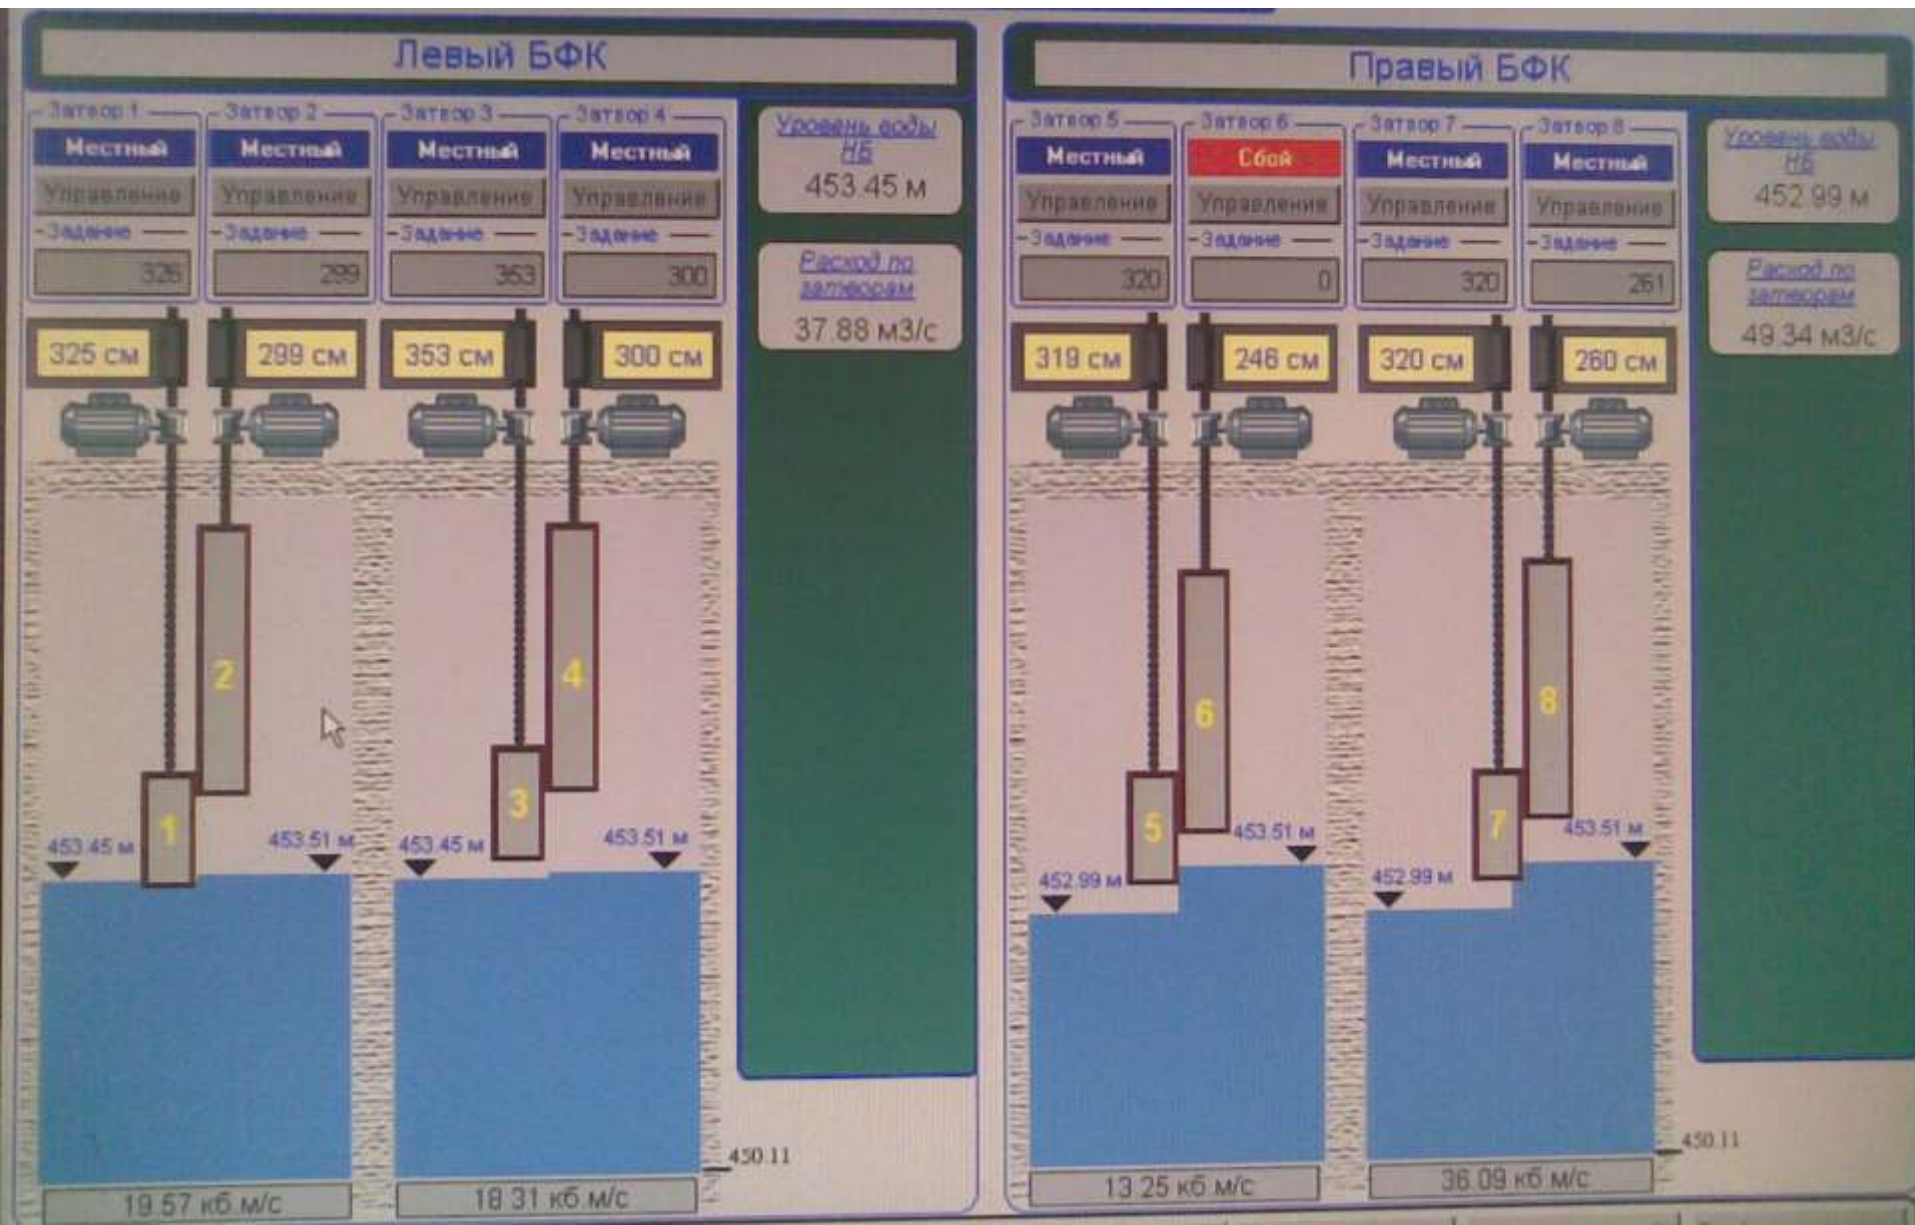 Левый БФК
Затвор 1
Затвор 2
Затвор 3
Затвор 4
Местный
Местный
Местный
Местный
Управление
Управление
Управление
Управление
Задание
Задание
Задание
Задание
326
299
353
300
325 см
299 см
353 см
300 см
Уровень воды
НБ
453.45 м
Расход по
затворам
37.88 м3/с
2
4
1
3
453.45 м
453.51 м
453.45 м
453.51 м
450.11
19.57 кб м/с
18.31 кб м/с
Правый БФК
Затвор 5
Затвор 6
Затвор 7
Затвор 8
Местный
Сбой
Местный
Местный
Управление
Управление
Управление
Управление
Задание
Задание
Задание
Задание
320
0
320
261
319 см
246 см
320 см
260 см
Уровень воды
НБ
452.99 м
Расход по
затворам
49.34 м3/с
6
8
5
7
453.51 м
453.51 м
452.99 м
452.99 м
450.11
13.25 кб м/с
36.09 кб м/с